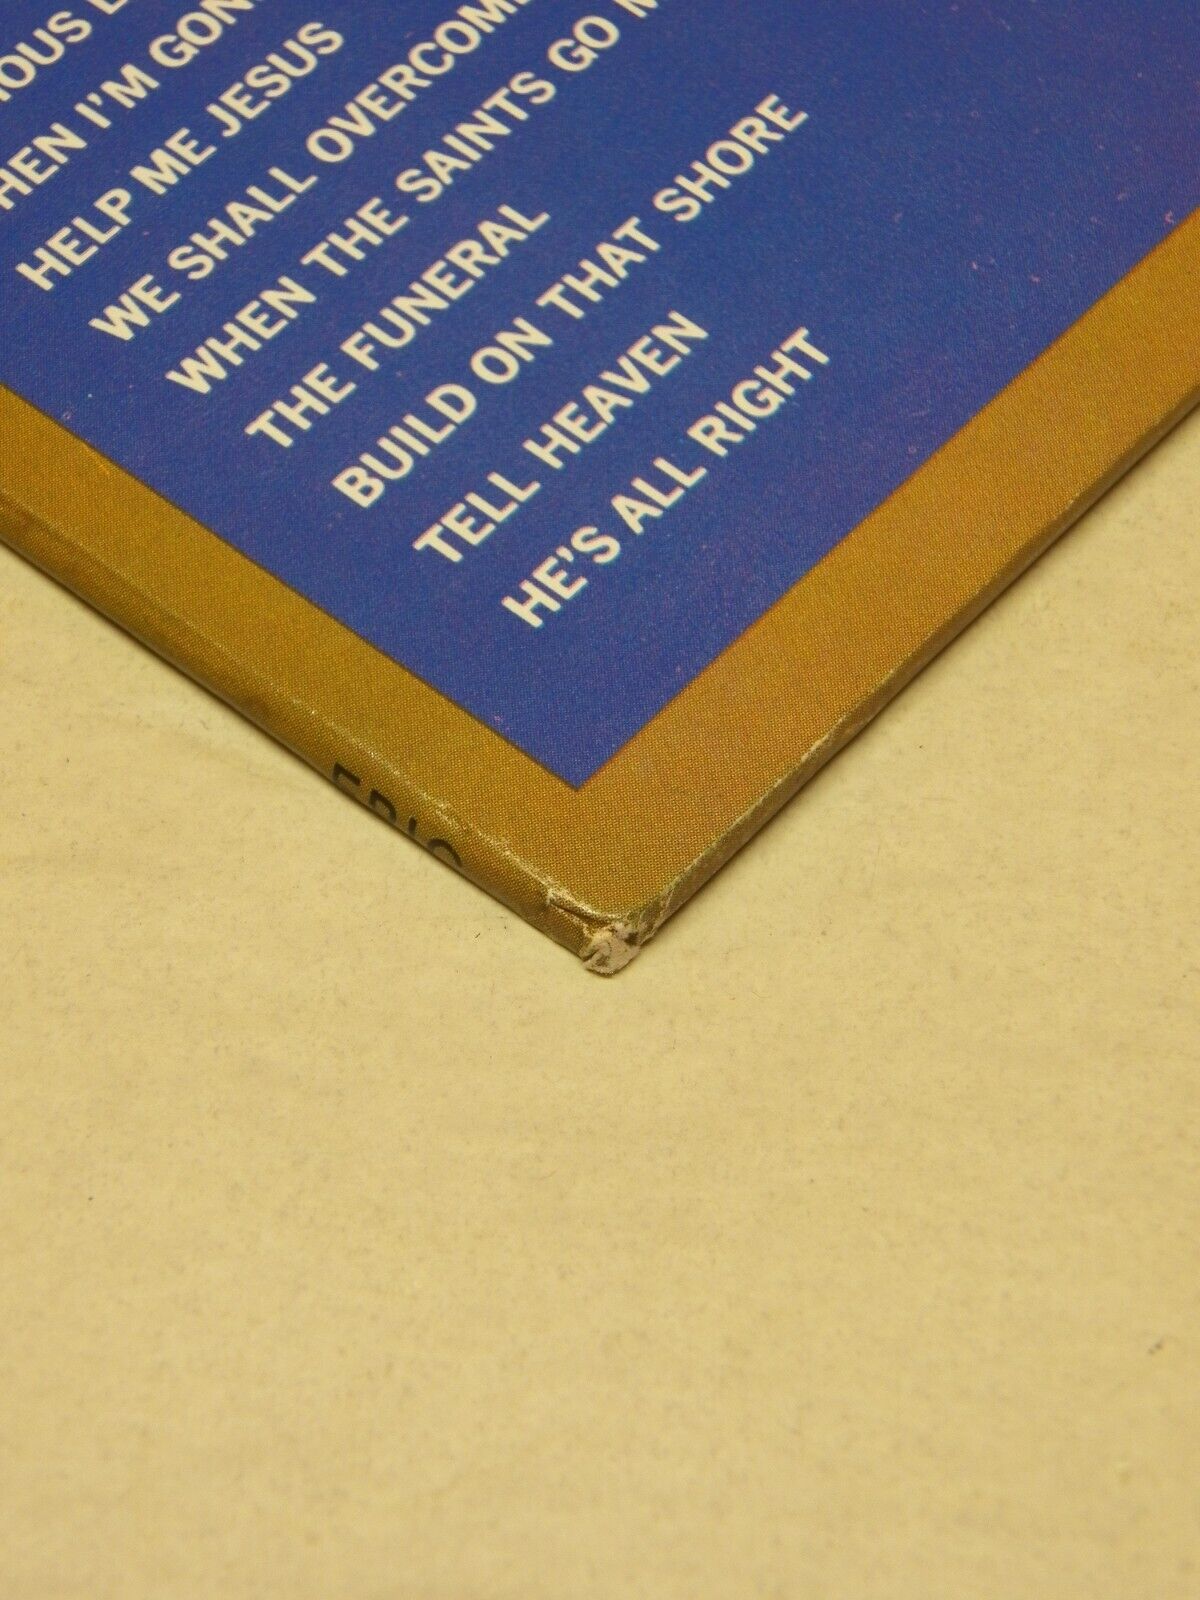 I'M
HELP ME JESUS
WE SHALL OVERCOME
WHEN THE SAINTS GO
THE FUNERAL
BUILD ON THAT SHORE
TELL HEAVEN
HE'S ALL RIGHT
EPIC